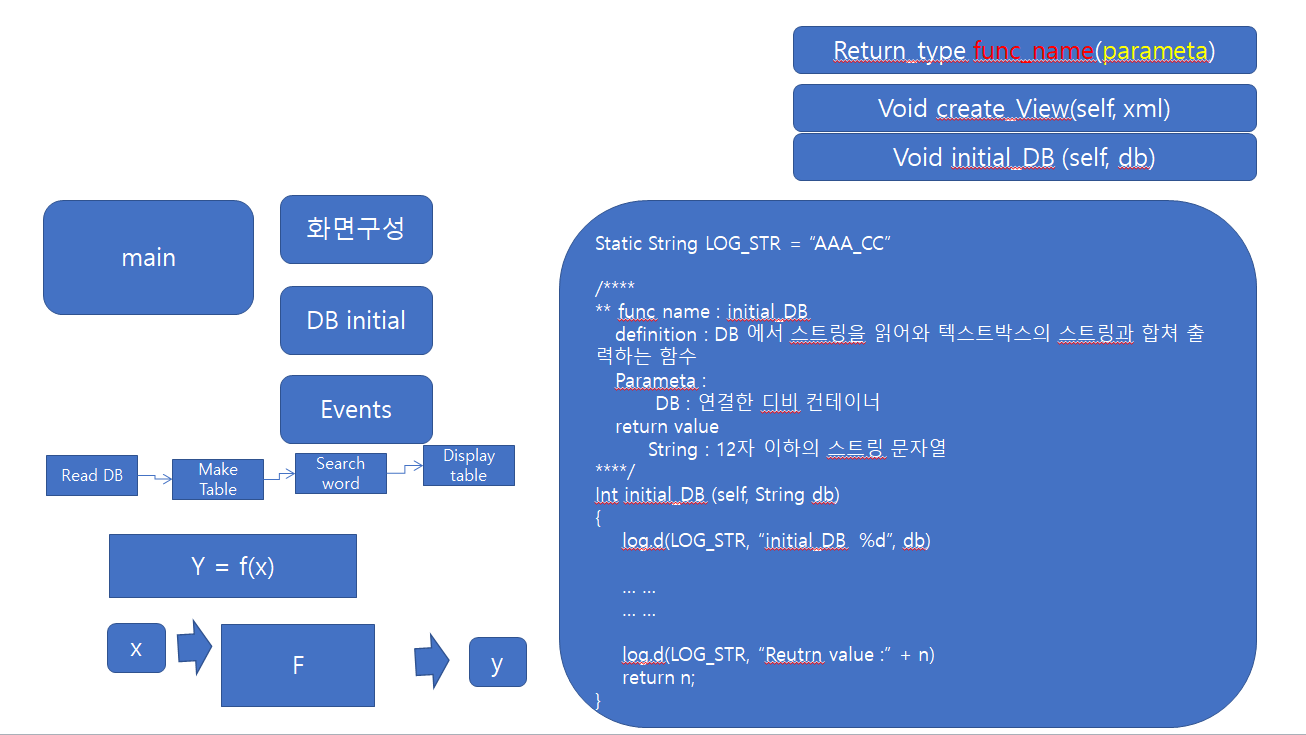 Return_type func_name(parameta)
Void create_View(self, xml)
Void initial_DB (self, db)
main
화면구성
DB initial
Events
Read DB
Make
Table
Search
word
Display
table
Y = f(x)
x
F
y
Static String LOG_STR = “AAA_CC”
/****
** func name : initial_DB
definition : DB 에서 스트링을 읽어와 텍스트박스의 스트링과 합쳐 출
력하는 함수
Parameta :
DB : 연결한 디비 컨테이너
return value
String : 12자 이하의 스트링 문자열
****/
Int initial_DB (self, String db)
{
log.d(LOG_STR, “initial_DB %d”, db)
... ...
... ...
log.d(LOG_STR, “Reutrn value :” + n)
return n;
}